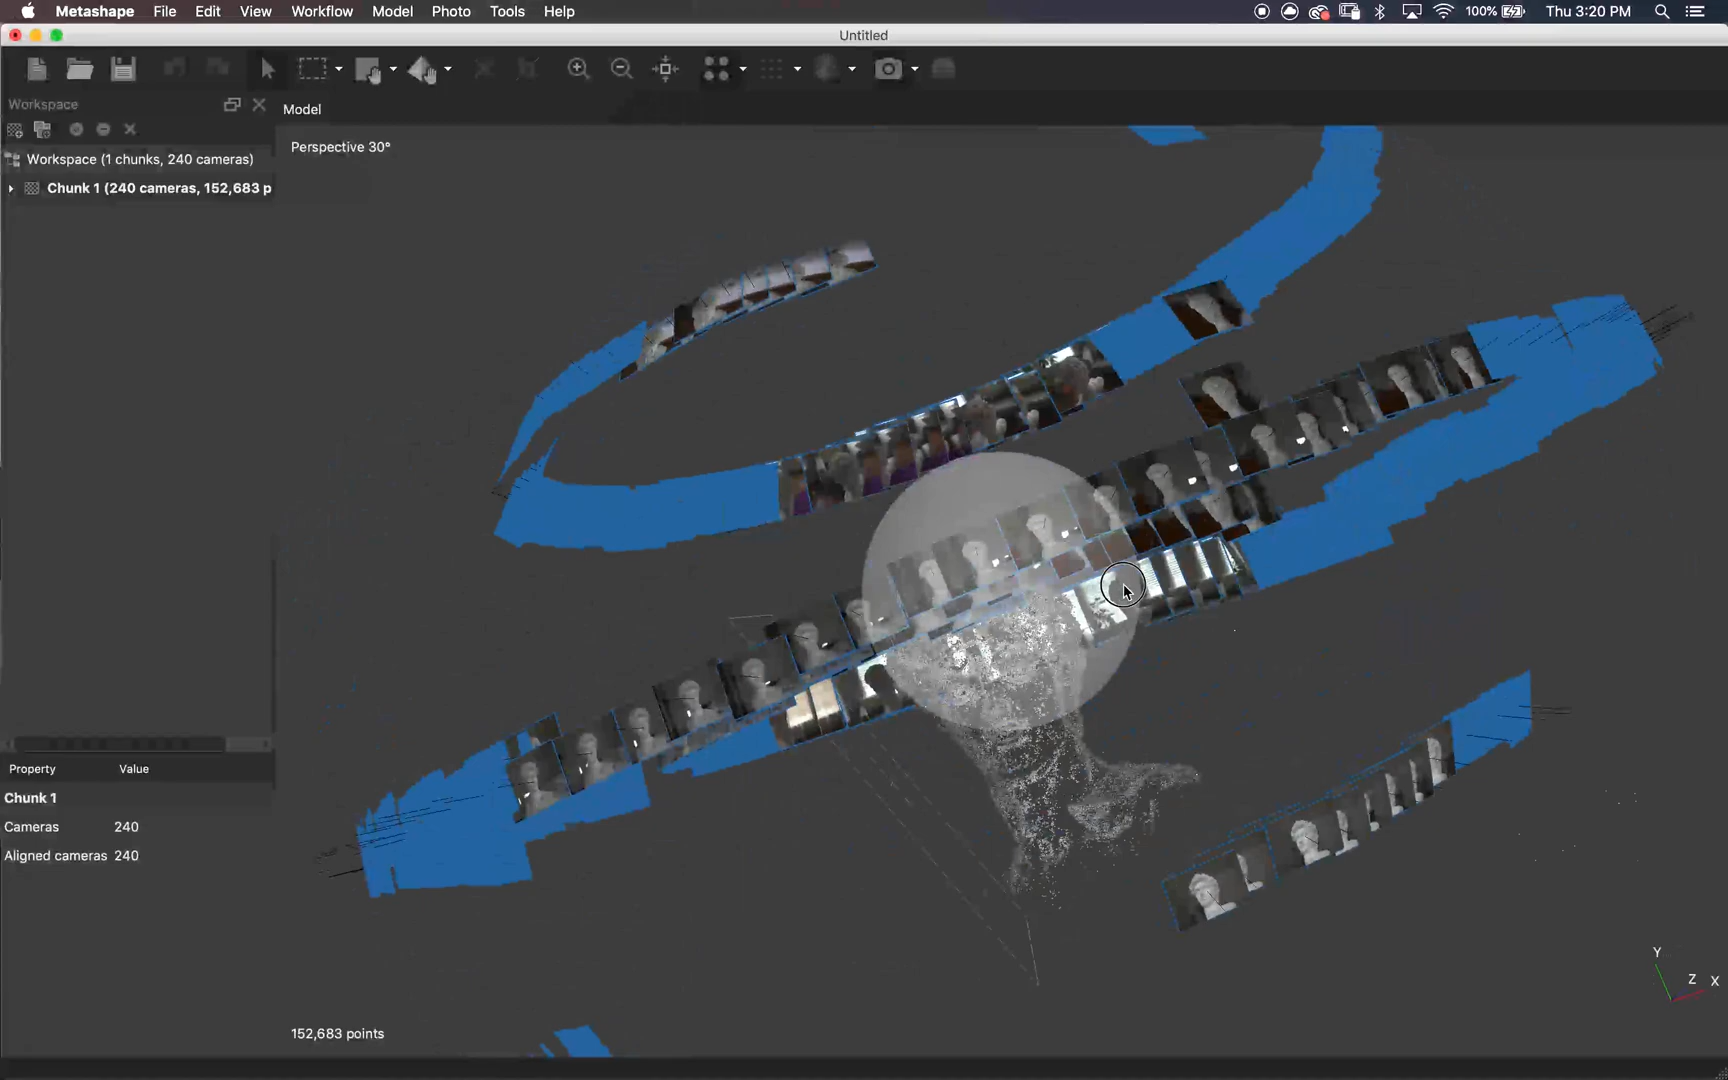 Metashape File Edit View Workflow Model Photo Tools Help 100% Thu 3:20 PM
Untitled
Workspace
Model
Perspective 30°
Workspace (1 chunks, 240 cameras)
Chunk 1 (240 cameras, 152,683 p
Property Value
Chunk 1
Cameras 240
Aligned cameras 240
152,683 points
Y
Z X